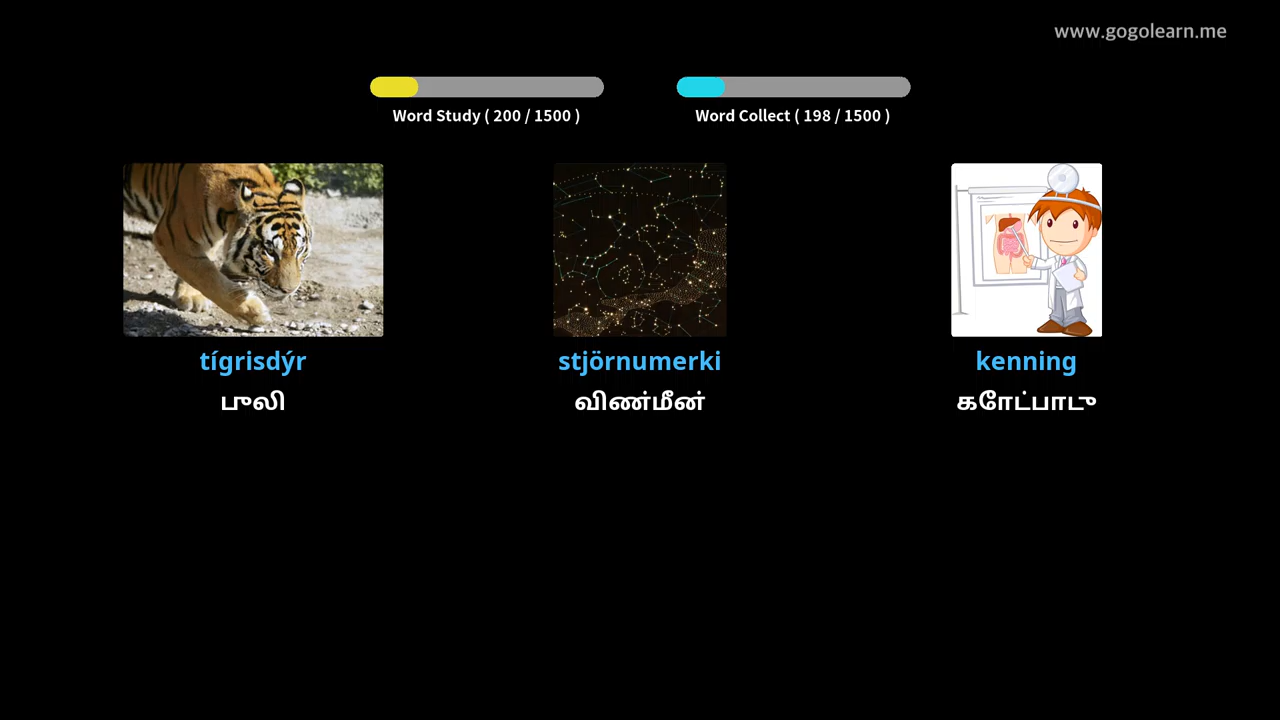 www.gogolearn.me
Word Study ( 200 / 1500 )
Word Collect ( 198 / 1500 )
tígrisdýr
stjörnumerki
kenning
புலி
விண்மீன்
கோட்பாடு